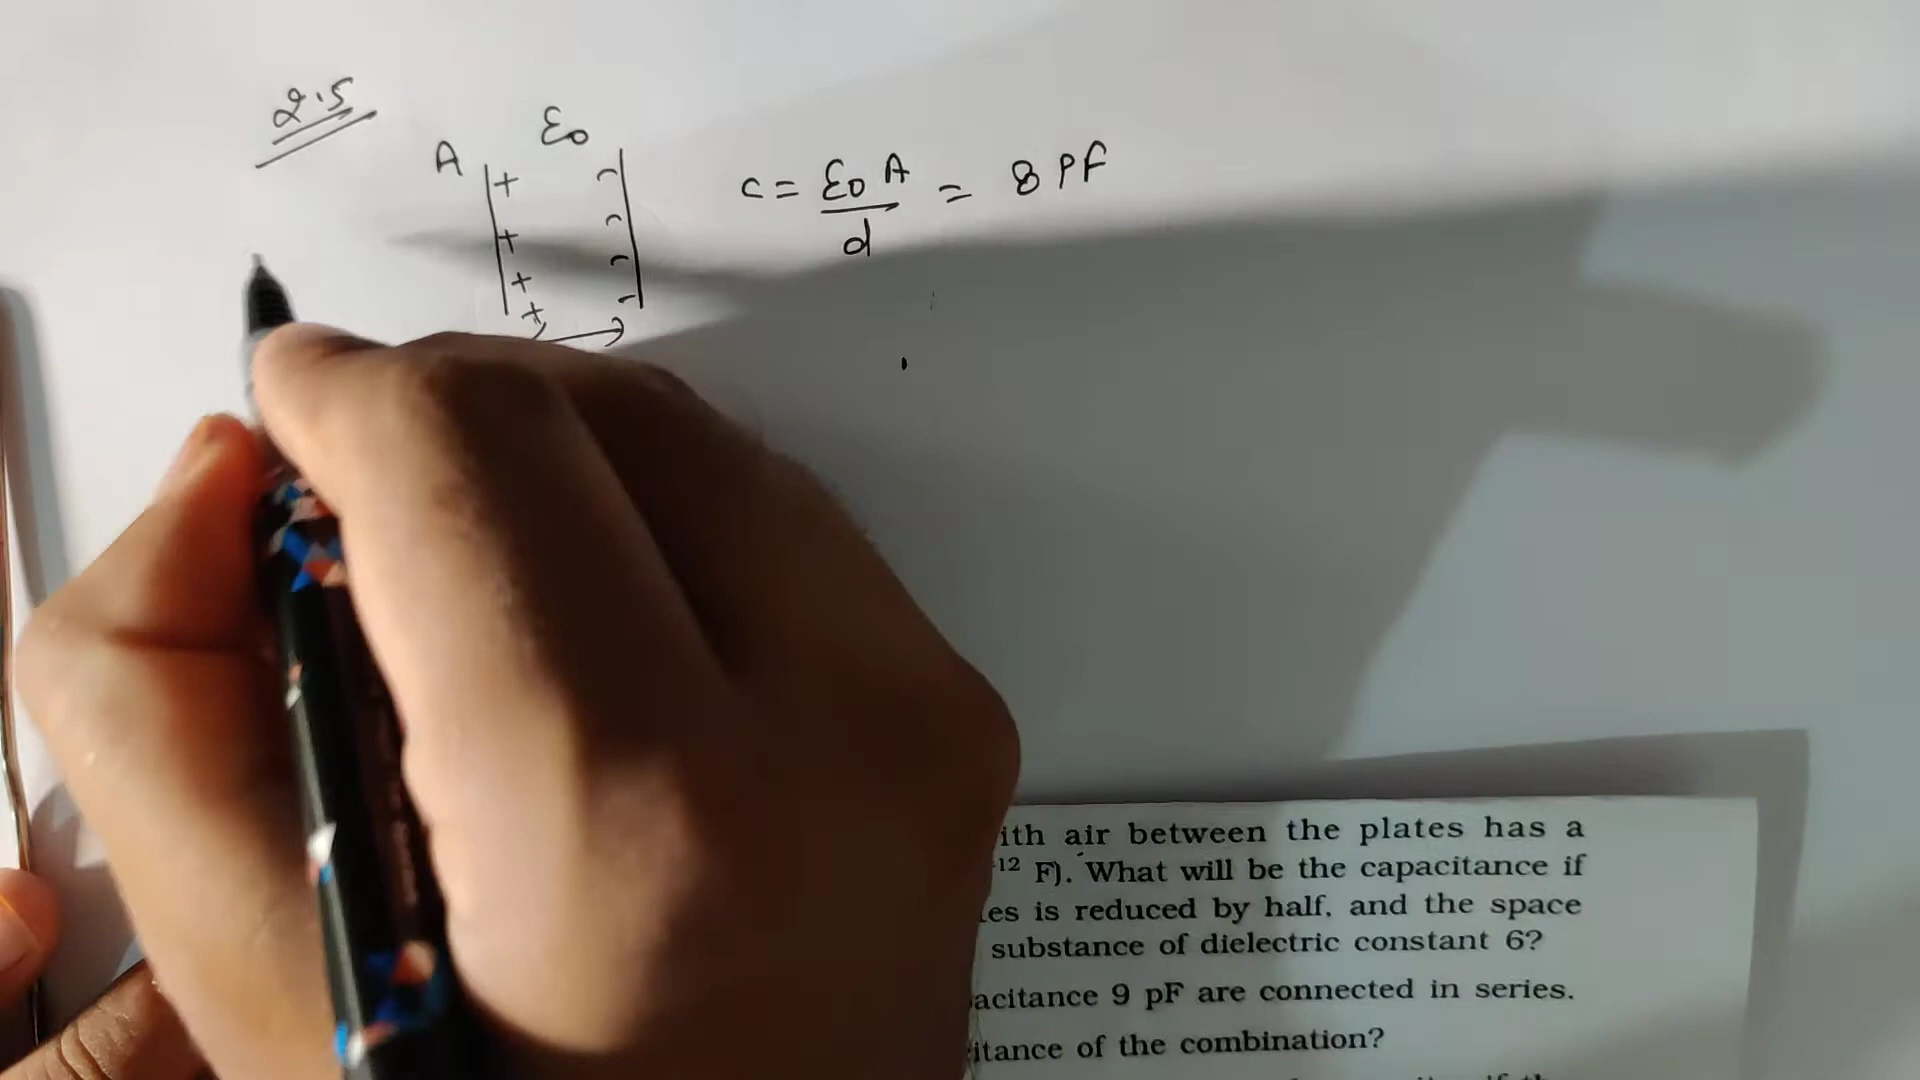 2.5
A ε₀
+ -
+ -
+ -
+ -
C = ε₀ A / d = 8 PF
ith air between the plates has a
-12 F). What will be the capacitance if
es is reduced by half, and the space
substance of dielectric constant 6?
acitance 9 pF are connected in series.
itance of the combination?